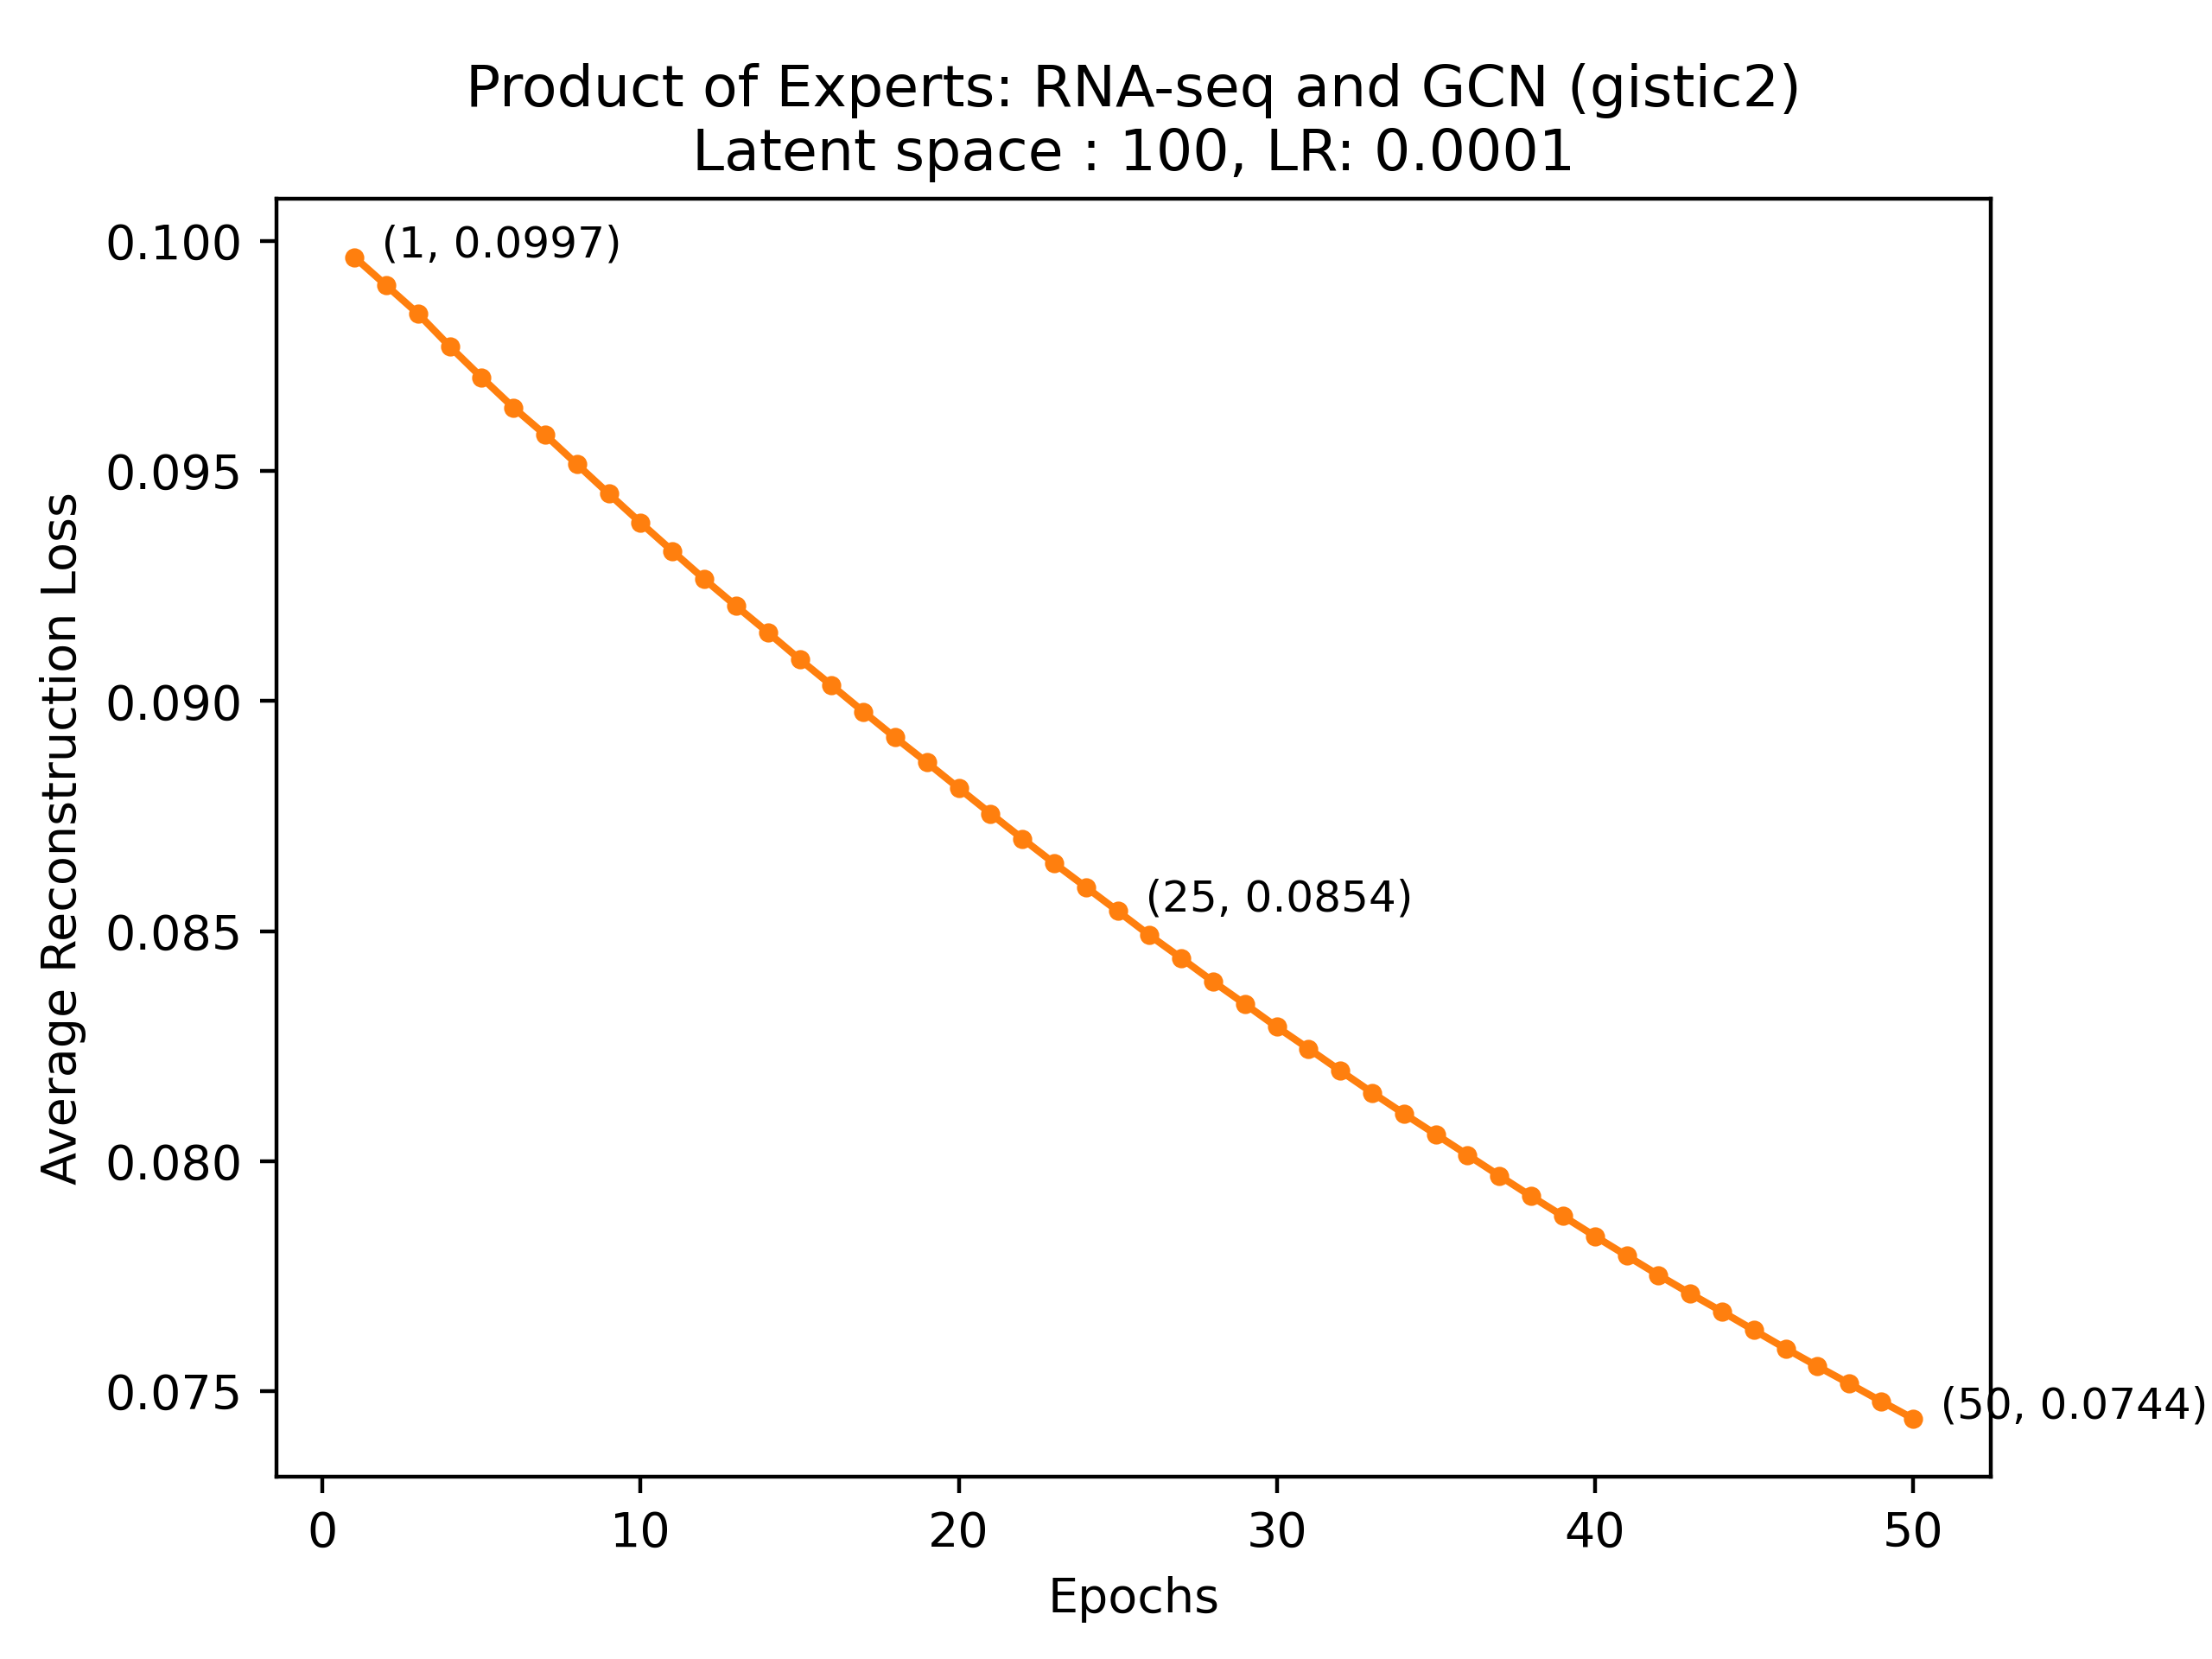 Product of Experts: RNA-seq and GCN (gistic2)
Latent space : 100, LR: 0.0001
Average Reconstruction Loss
0.100
0.095
0.090
0.085
0.080
0.075
(1, 0.0997)
(25, 0.0854)
(50, 0.0744)
0 10 20 30 40 50
Epochs